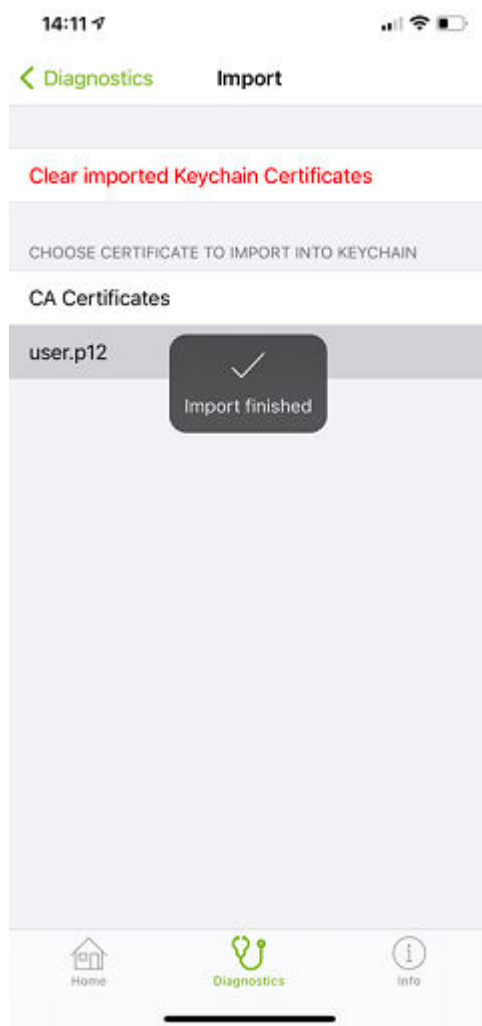 14:11
Diagnostics
Import
Clear imported Keychain Certificates
CHOOSE CERTIFICATE TO IMPORT INTO KEYCHAIN
CA Certificates
user.p12
Import finished
Home
Diagnostics
Info